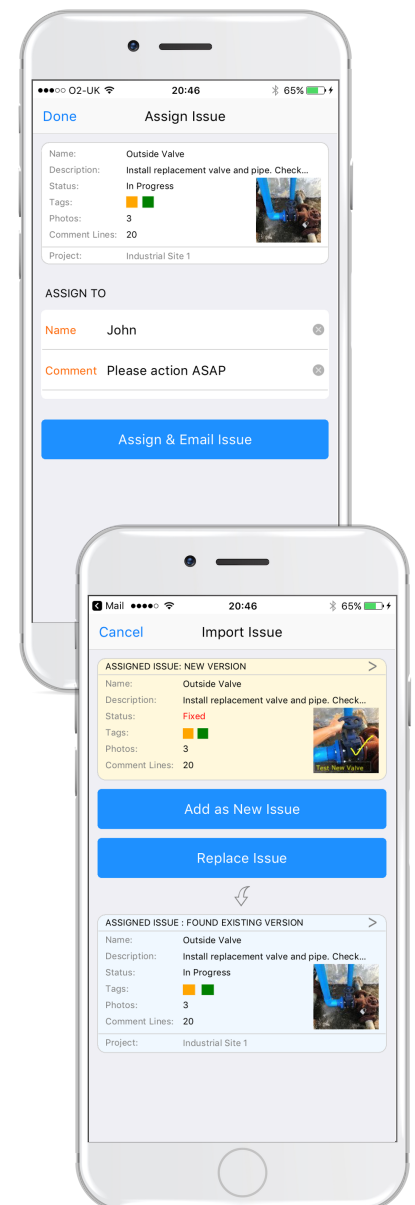 O2-UK 20:46 65%
Done Assign Issue
Name: Outside Valve
Description: Install replacement valve and pipe. Check...
Status: In Progress
Tags:
Photos: 3
Comment Lines: 20
Project: Industrial Site 1
ASSIGN TO
Name John
Comment Please action ASAP
Assign & Email Issue
Mail 20:46 65%
Cancel Import Issue
ASSIGNED ISSUE: NEW VERSION >
Name: Outside Valve
Description: Install replacement valve and pipe. Check...
Status: Fixed
Tags:
Photos: 3
Comment Lines: 20
Test New Valve
Add as New Issue
Replace Issue
ASSIGNED ISSUE : FOUND EXISTING VERSION >
Name: Outside Valve
Description: Install replacement valve and pipe. Check...
Status: In Progress
Tags:
Photos: 3
Comment Lines: 20
Project: Industrial Site 1